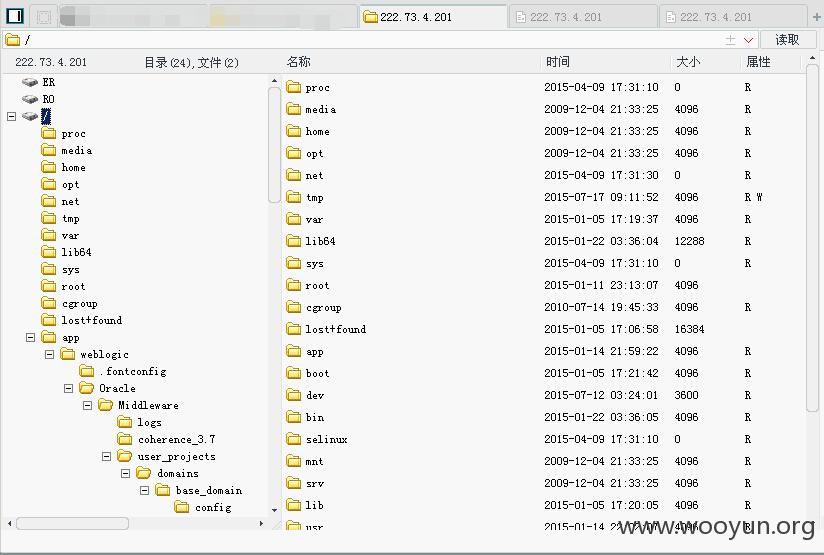 222.73.4.201 222.73.4.201 222.73.4.201
/ 读取
222.73.4.201 目录(24),文件(2) 名称 时间 大小 属性
ER
RO
/
proc
media
home
opt
net
tmp
var
lib64
sys
root
cgroup
lost+found
app
weblogic
.fontconfig
Oracle
Middleware
logs
coherence_3.7
user_projects
domains
base_domain
config
proc 2015-04-09 17:31:10 0 R
media 2009-12-04 21:33:25 4096 R
home 2009-12-04 21:33:25 4096 R
opt 2009-12-04 21:33:25 4096 R
net 2015-04-09 17:31:30 0 R
tmp 2015-07-17 09:11:52 4096 R W
var 2015-01-05 17:19:37 4096 R
lib64 2015-01-22 03:36:04 12288 R
sys 2015-04-09 17:31:10 0 R
root 2015-01-11 23:13:07 4096
cgroup 2010-07-14 19:45:33 4096 R
lost+found 2015-01-05 17:06:58 16384
app 2015-01-14 21:59:22 4096 R
boot 2015-01-05 17:21:42 4096 R
dev 2015-07-12 03:24:01 3600 R
bin 2015-01-22 03:36:05 4096 R
selinux 2015-04-09 17:31:10 0 R
mnt 2009-12-04 21:33:25 4096 R
srv 2009-12-04 21:33:25 4096 R
lib 2015-01-05 17:20:05 4096 R
usr 2015-01-14 4096 R
www.wooyun.org